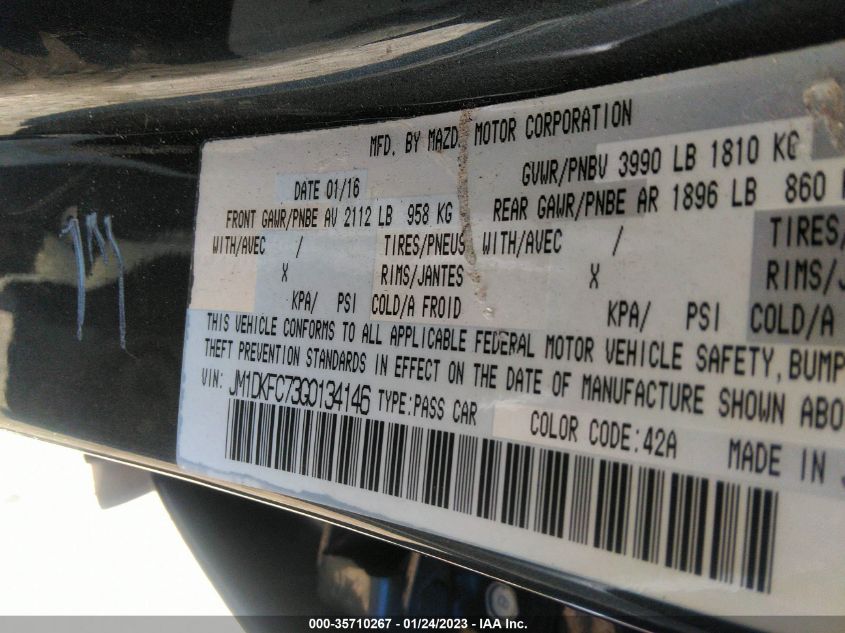 MFD. BY MAZD MOTOR CORPORATION
DATE 01/16 GVWR/PNBV 3990 LB 1810 KG
FRONT GAWR/PNBE AV 2112 LB 958 KG REAR GAWR/PNBE AR 1896 LB 860
WITH/AVEC / TIRES/PNEUS WITH/AVEC / TIRES/
X RIMS/JANTES X RIMS/J
KPA/ PSI COLD/A FROID KPA/ PSI COLD/A
THIS VEHICLE CONFORMS TO ALL APPLICABLE FEDERAL MOTOR VEHICLE SAFETY, BUMP
THEFT PREVENTION STANDARDS IN EFFECT ON THE DATE OF MANUFACTURE SHOWN ABO
VIN: JM1DKFC73G0134146 TYPE:PASS CAR COLOR CODE:42A MADE IN J
000-35710267 - 01/24/2023 - IAA Inc.